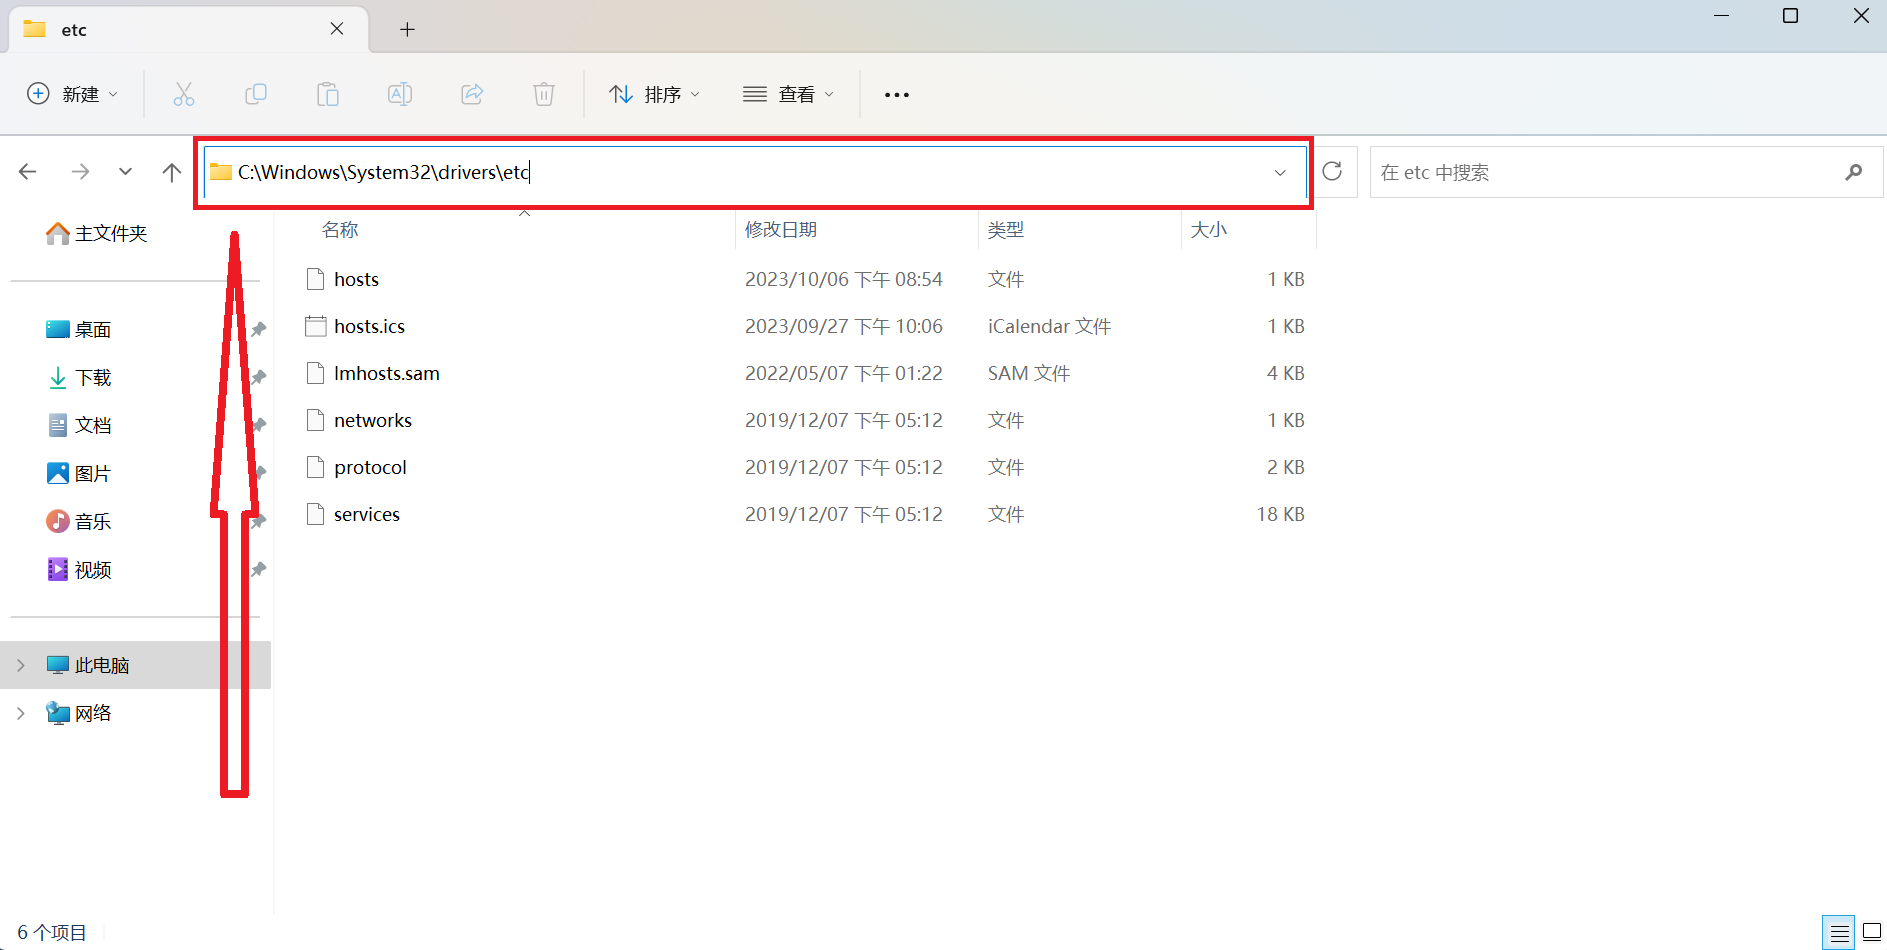 etc
新建
排序
查看
C:\Windows\System32\drivers\etc
在 etc 中搜索
主文件夹
桌面
下载
文档
图片
音乐
视频
此电脑
网络
名称 修改日期 类型 大小
hosts 2023/10/06 下午 08:54 文件 1 KB
hosts.ics 2023/09/27 下午 10:06 iCalendar 文件 1 KB
lmhosts.sam 2022/05/07 下午 01:22 SAM 文件 4 KB
networks 2019/12/07 下午 05:12 文件 1 KB
protocol 2019/12/07 下午 05:12 文件 2 KB
services 2019/12/07 下午 05:12 文件 18 KB
6 个项目